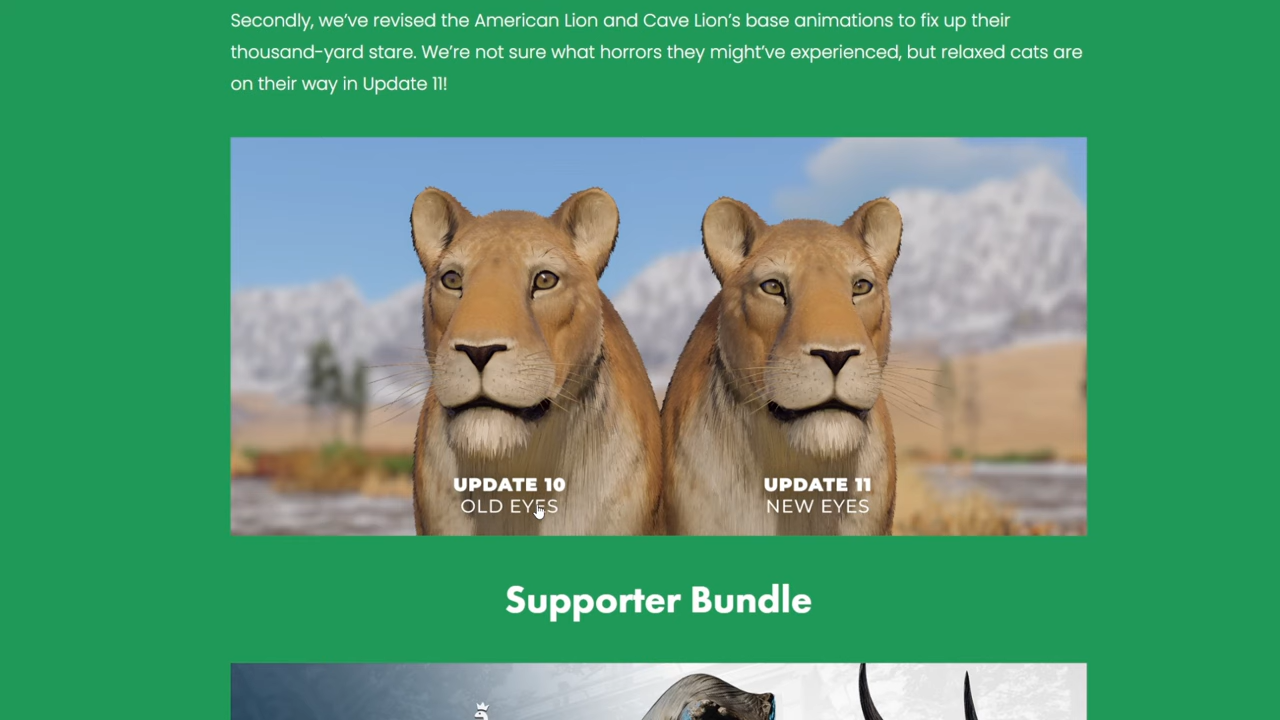 Secondly, we’ve revised the American Lion and Cave Lion’s base animations to fix up their
thousand-yard stare. We’re not sure what horrors they might’ve experienced, but relaxed cats are
on their way in Update 11!
UPDATE 10
OLD EYES
UPDATE 11
NEW EYES
Supporter Bundle